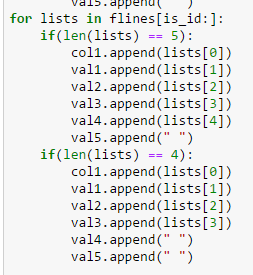 val5.append(" ")
for lists in flines[is_id:]:
    if(len(lists) == 5):
        col1.append(lists[0])
        val1.append(lists[1])
        val2.append(lists[2])
        val3.append(lists[3])
        val4.append(lists[4])
        val5.append(" ")
    if(len(lists) == 4):
        col1.append(lists[0])
        val1.append(lists[1])
        val2.append(lists[2])
        val3.append(lists[3])
        val4.append(" ")
        val5.append(" ")